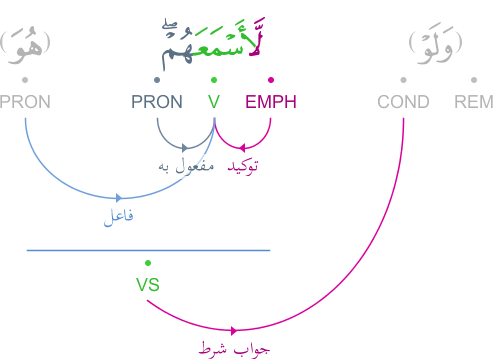 (وَلَوْ) لَّأَسْمَعَهُمْ ۖ (هُوَ)
REM COND EMPH V PRON PRON
توكيد مفعول به
فاعل
VS
جواب شرط